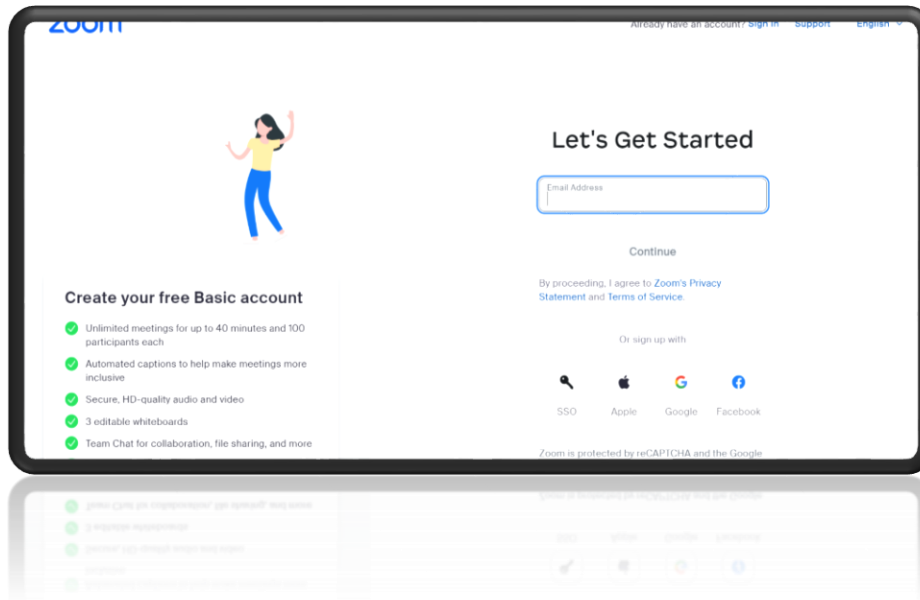 zoom
Already have an account? Sign In Support English
Let's Get Started
Email Address
Continue
By proceeding, I agree to Zoom's Privacy
Statement and Terms of Service.
Or sign up with
SSO Apple Google Facebook
Zoom is protected by reCAPTCHA and the Google
Create your free Basic account
Unlimited meetings for up to 40 minutes and 100
participants each
Automated captions to help make meetings more
inclusive
Secure, HD-quality audio and video
3 editable whiteboards
Team Chat for collaboration, file sharing, and more